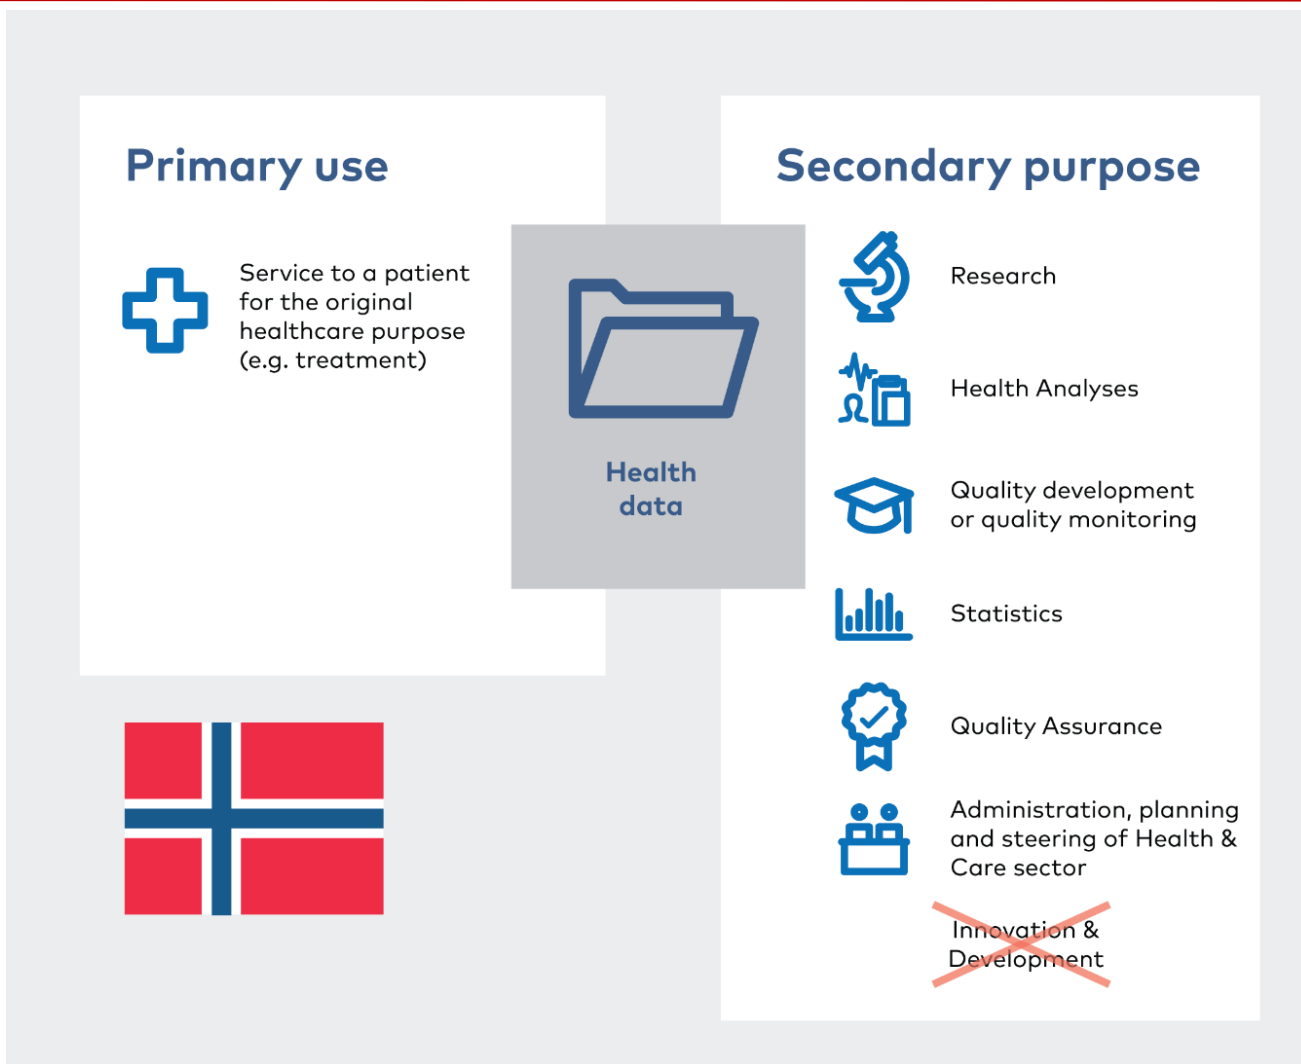 Primary use
Service to a patient
for the original
healthcare purpose
(e.g. treatment)
Health
data
Secondary purpose
Research
Health Analyses
Quality development
or quality monitoring
Statistics
Quality Assurance
Administration, planning
and steering of Health &
Care sector
Innovation &
Development